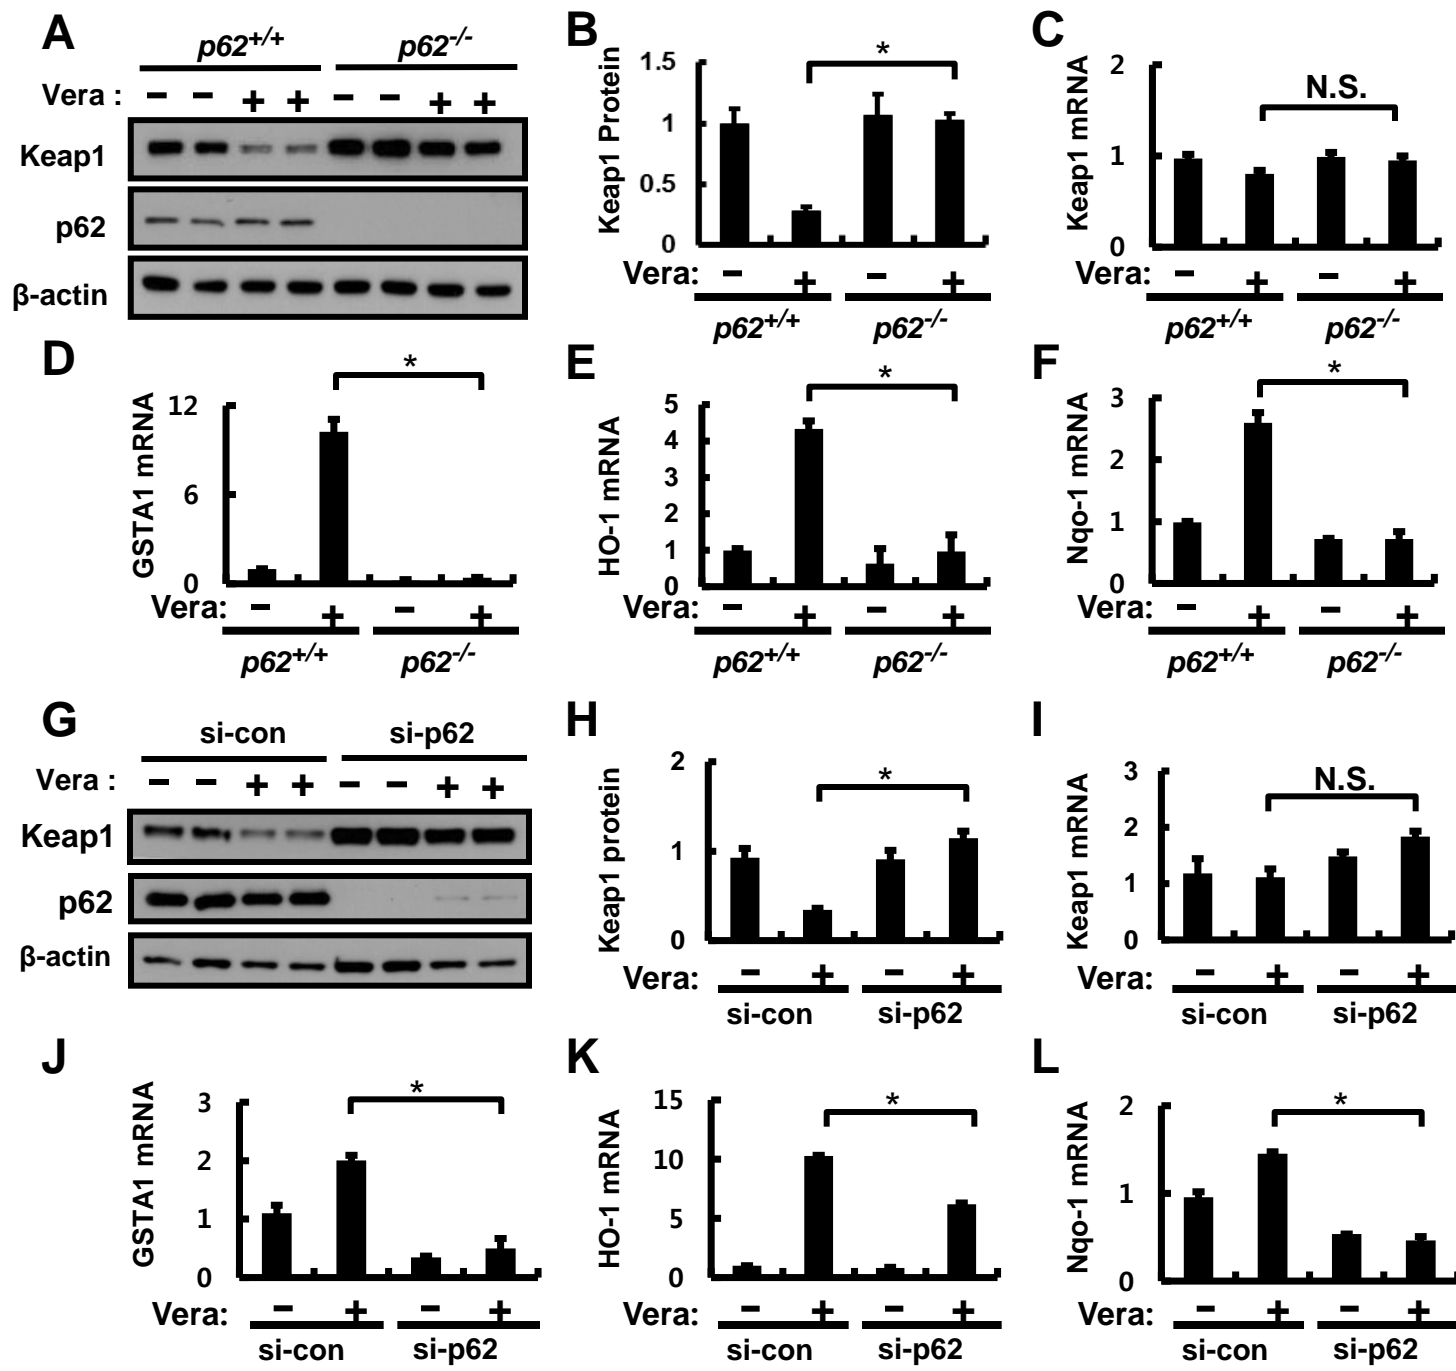 A
p62+/+ p62-/-
Vera : − − + + − − + +
Keap1
p62
β-actin
B
*
Keap1 Protein
1.5
1
0.5
0
Vera: − + − +
p62+/+ p62-/-
C
N.S.
Keap1 mRNA
2
1
0
Vera: − + − +
p62+/+ p62-/-
D
*
GSTA1 mRNA
12
6
0
Vera: − + − +
p62+/+ p62-/-
E
*
HO-1 mRNA
5
4
3
2
1
0
Vera: − + − +
p62+/+ p62-/-
F
*
Nqo-1 mRNA
3
2
1
0
Vera: − + − +
p62+/+ p62-/-
G
si-con si-p62
Vera : − − + + − − + +
Keap1
p62
β-actin
H
*
Keap1 protein
2
1
0
Vera: − + − +
si-con si-p62
I
N.S.
Keap1 mRNA
3
2
1
0
Vera: − + − +
si-con si-p62
J
*
GSTA1 mRNA
3
2
1
0
Vera: − + − +
si-con si-p62
K
*
HO-1 mRNA
15
10
5
0
Vera: − + − +
si-con si-p62
L
*
Nqo-1 mRNA
2
1
0
Vera: − + − +
si-con si-p62